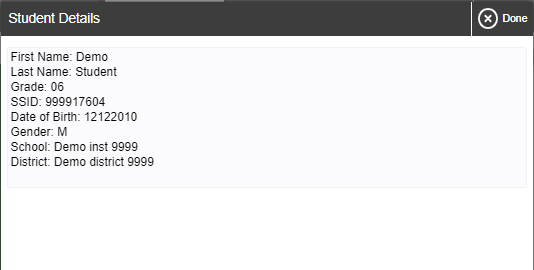 Student Details
Done
First Name: Demo
Last Name: Student
Grade: 06
SSID: 999917604
Date of Birth: 12122010
Gender: M
School: Demo inst 9999
District: Demo district 9999